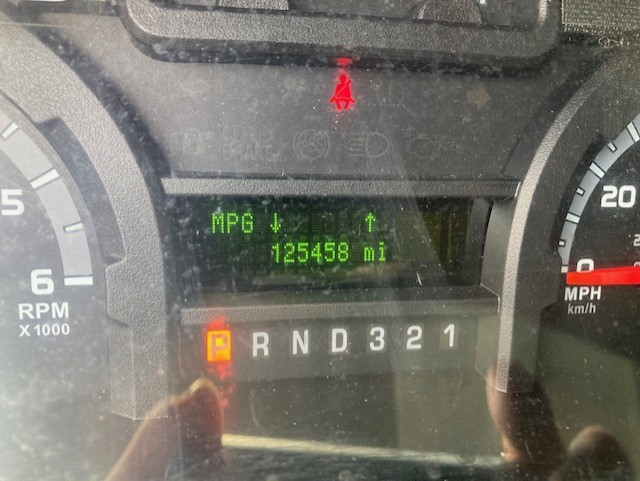 MPG ↓ ↑
125458 mi
5
6
RPM
X 1000
20
0
MPH
km/h
P R N D 3 2 1